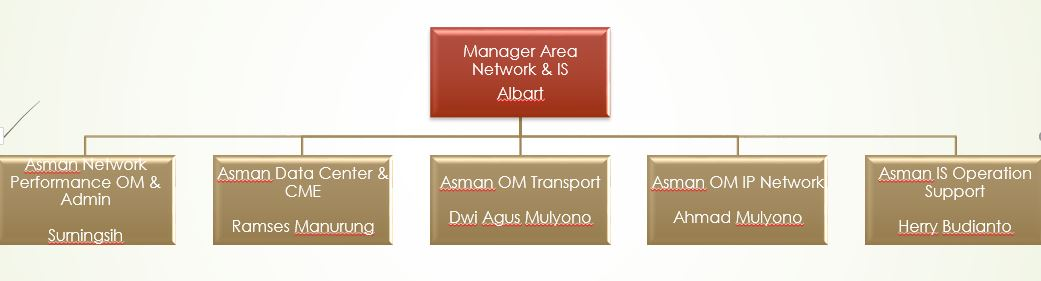 Manager Area
Network & IS
Albart
Asman Network
Performance OM &
Admin
Surningsih
Asman Data Center &
CME
Ramses Manurung
Asman OM Transport
Dwi Agus Mulyono
Asman OM IP Network
Ahmad Mulyono
Asman IS Operation
Support
Herry Budianto